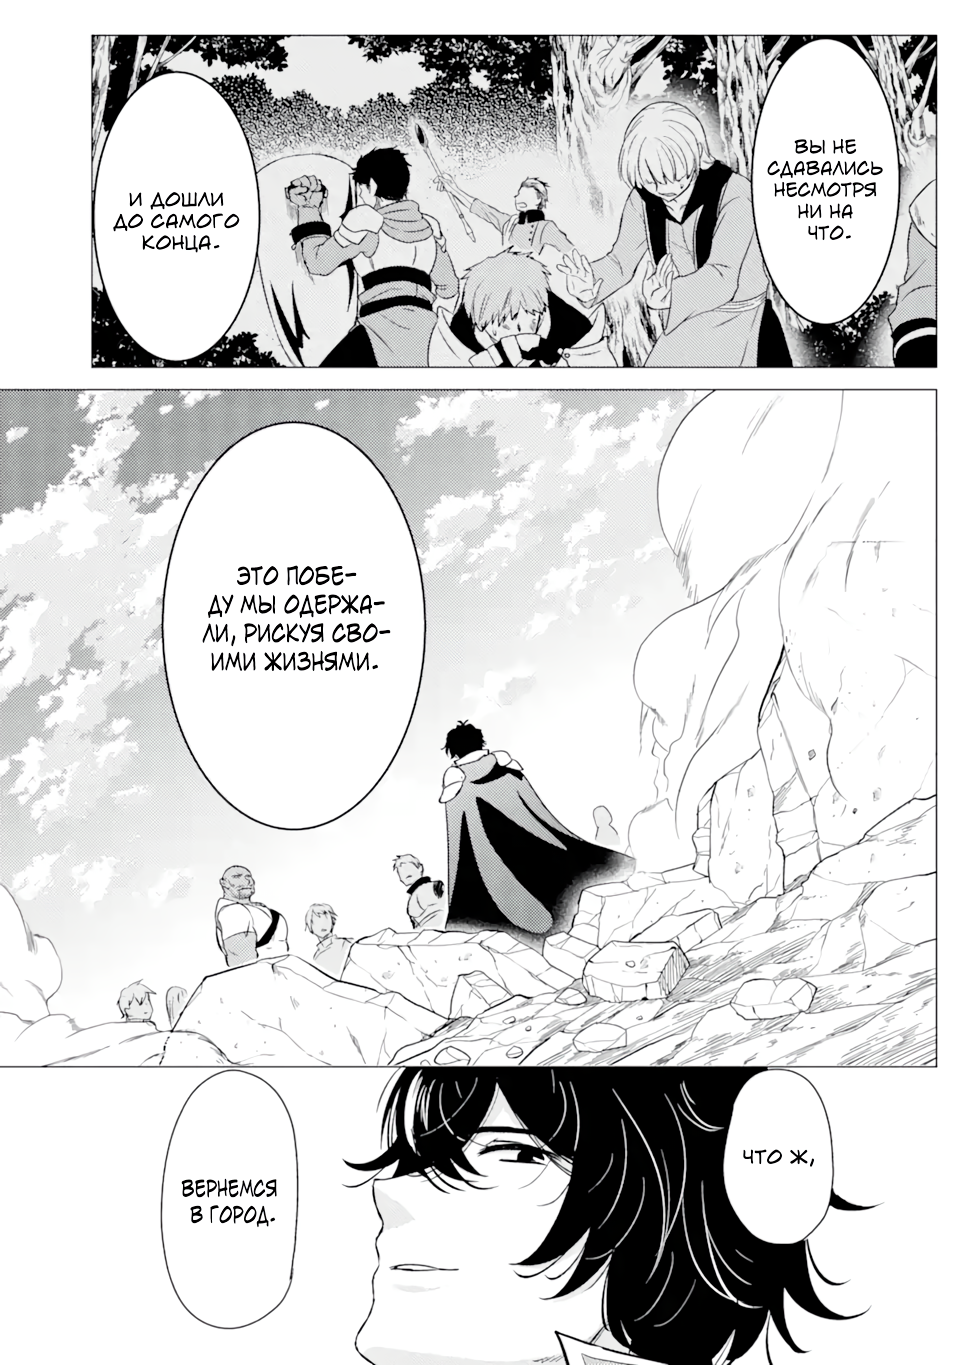 ВЫ НЕ
СДАВАЛИСЬ
НЕСМОТРЯ
НИ НА
ЧТО.
И ДОШЛИ
ДО САМОГО
КОНЦА.
ЭТО ПОБЕ-
ДУ МЫ ОДЕРЖА-
ЛИ, РИСКУЯ СВО-
ИМИ ЖИЗНЯМИ.
ЧТО Ж,
ВЕРНЕМСЯ
В ГОРОД.